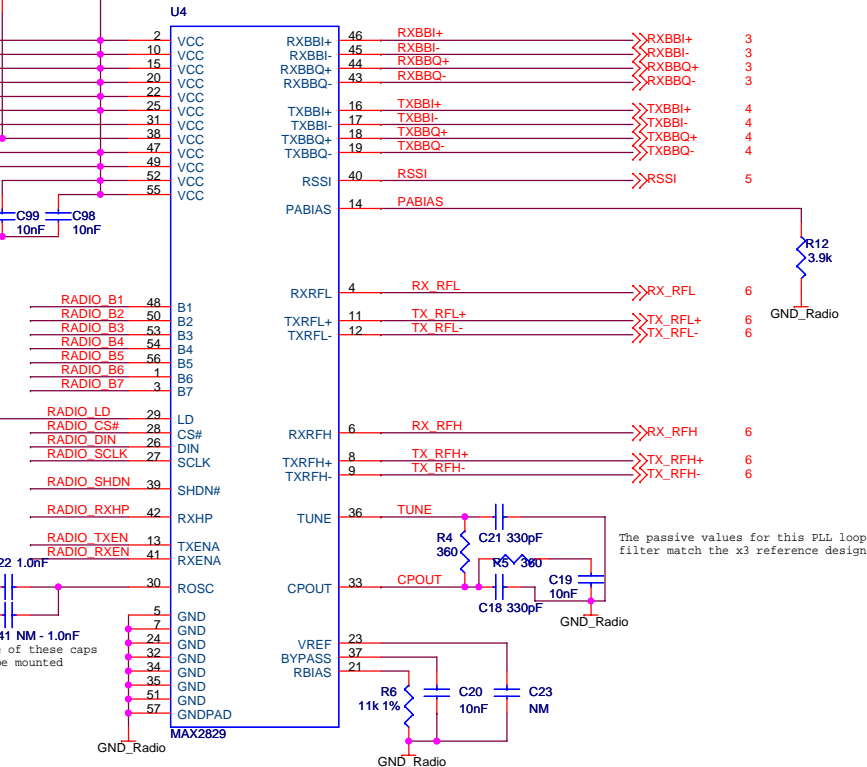 U4
2 VCC RXBBI+ 46 RXBBI+ RXBBI+ 3
10 VCC RXBBI- 45 RXBBI- RXBBI- 3
15 VCC RXBBQ+ 44 RXBBQ+ RXBBQ+ 3
20 VCC RXBBQ- 43 RXBBQ- RXBBQ- 3
22 VCC
25 VCC TXBBI+ 16 TXBBI+ TXBBI+ 4
31 VCC TXBBI- 17 TXBBI- TXBBI- 4
38 VCC TXBBQ+ 18 TXBBQ+ TXBBQ+ 4
47 VCC TXBBQ- 19 TXBBQ- TXBBQ- 4
49 VCC
52 VCC RSSI 40 RSSI RSSI 5
55 VCC
PABIAS 14 PABIAS
C99 C98
10nF 10nF
R12
3.9k
GND_Radio
RXRFL 4 RX_RFL RX_RFL 6
RADIO_B1 48 B1
RADIO_B2 50 B2 TXRFL+ 11 TX_RFL+ TX_RFL+ 6
RADIO_B3 53 B3 TXRFL- 12 TX_RFL- TX_RFL- 6
RADIO_B4 54 B4
RADIO_B5 56 B5
RADIO_B6 1 B6
RADIO_B7 3 B7
RADIO_LD 29 LD
RADIO_CS# 28 CS# RXRFH 6 RX_RFH RX_RFH 6
RADIO_DIN 26 DIN
RADIO_SCLK 27 SCLK TXRFH+ 8 TX_RFH+ TX_RFH+ 6
TXRFH- 9 TX_RFH- TX_RFH- 6
RADIO_SHDN 39 SHDN#
RADIO_RXHP 42 RXHP TUNE 36 TUNE
RADIO_TXEN 13 TXENA
RADIO_RXEN 41 RXENA
R4
360
C21 330pF
R5 360
C19
10nF
C18 330pF
GND_Radio
The passive values for this PLL loop
filter match the x3 reference design
22 1.0nF
30 ROSC CPOUT 33 CPOUT
41 NM - 1.0nF
of these caps
be mounted
5 GND
7 GND
24 GND VREF 23
32 GND BYPASS 37
34 GND RBIAS 21
35 GND
51 GND
57 GNDPAD
R6
11k 1%
C20
10nF
C23
NM
GND_Radio
MAX2829
GND_Radio